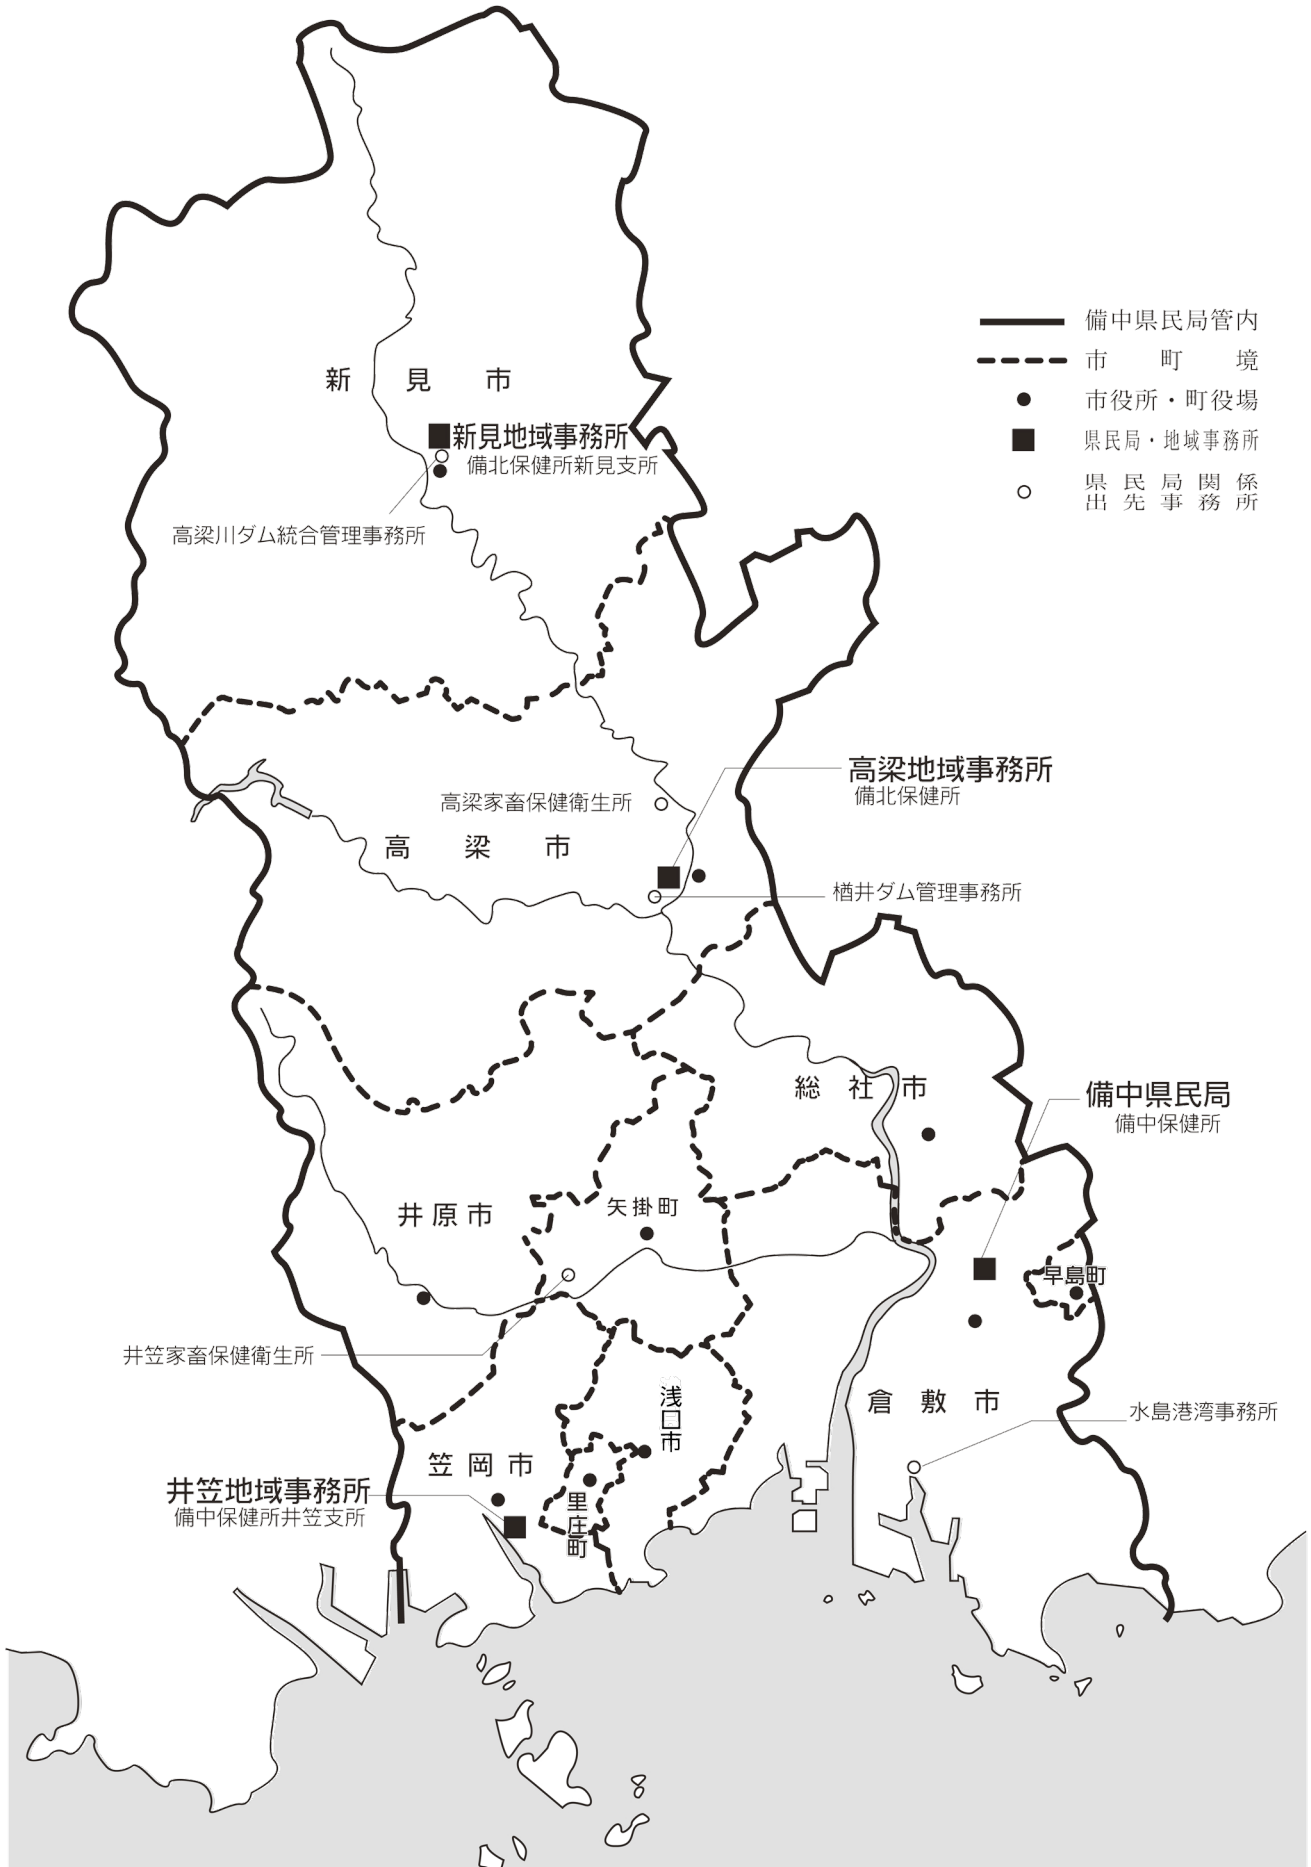 備中県民局管内
市町境
市役所・町役場
県民局・地域事務所
県民局関係
出先事務所
新見市
新見地域事務所
備北保健所新見支所
高梁川ダム統合管理事務所
高梁地域事務所
備北保健所
高梁家畜保健衛生所
高梁市
楢井ダム管理事務所
総社市
備中県民局
備中保健所
矢掛町
井原市
早島町
井笠家畜保健衛生所
浅口市
倉敷市
水島港湾事務所
笠岡市
井笠地域事務所
備中保健所井笠支所
里庄町